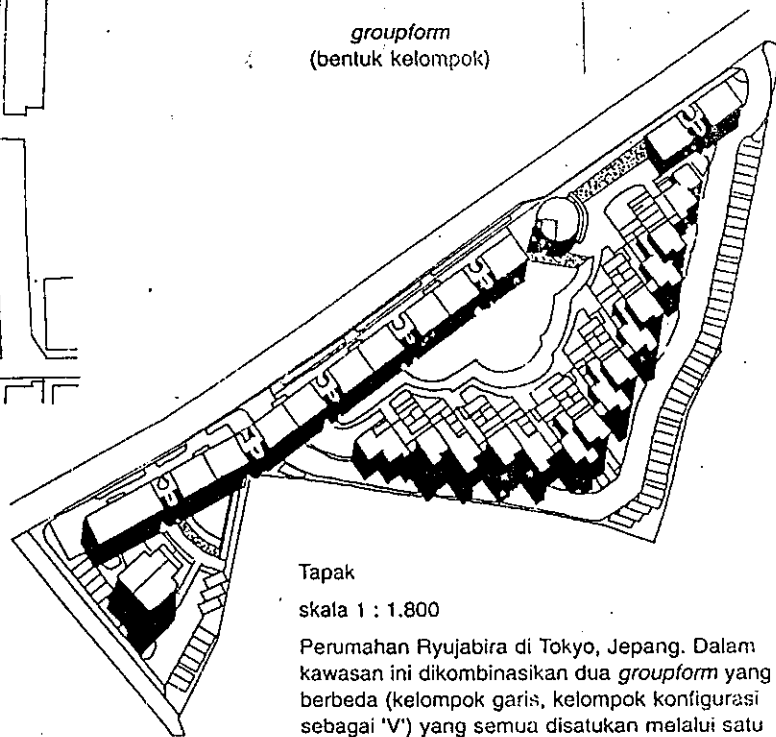 groupform
(bentuk kelompok)
Tapak
skala 1 : 1.800
Perumahan Ryujabira di Tokyo, Jepang. Dalam
kawasan ini dikombinasikan dua groupform yang
berbeda (kelompok garis, kelompok konfigurasi
sebagai 'V') yang semua disatukan melalui satu